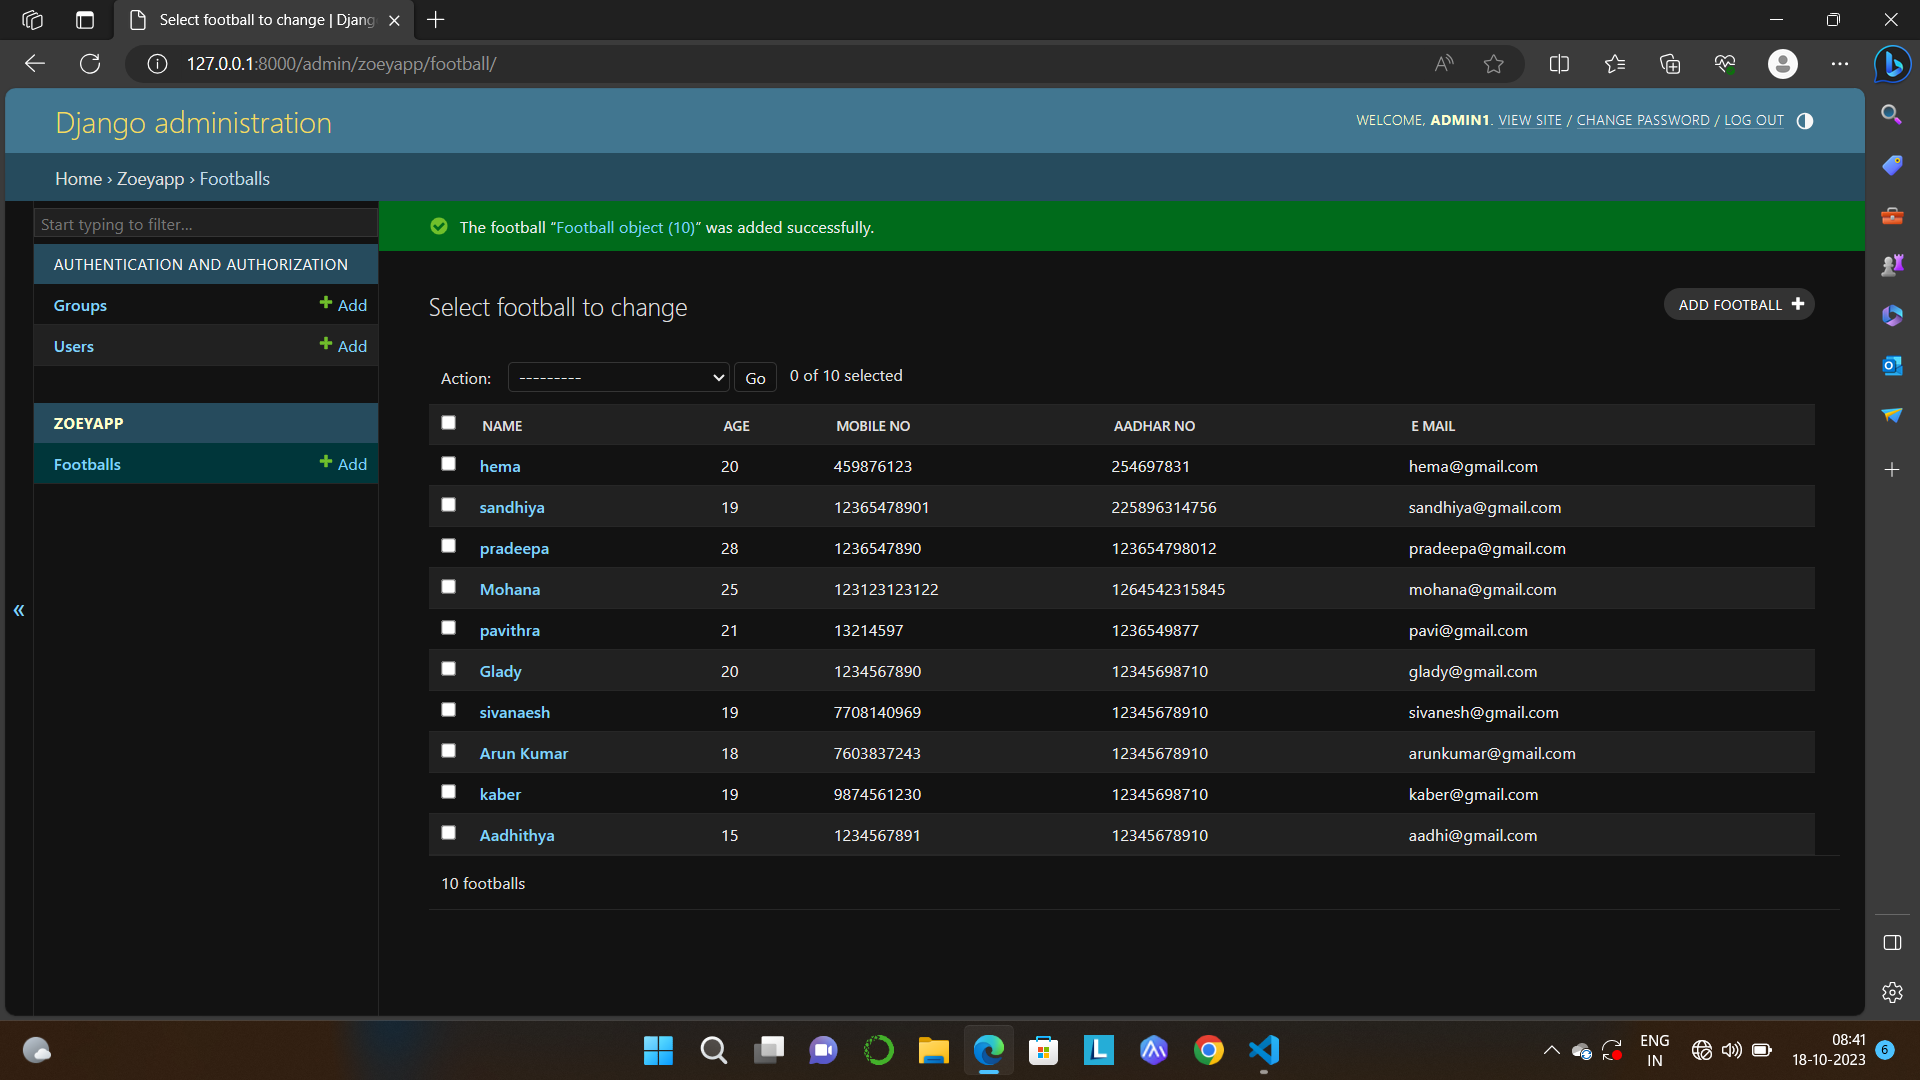 Select football to change | Djang
127.0.0.1:8000/admin/zoeyapp/football/
Django administration
WELCOME, ADMIN1. VIEW SITE / CHANGE PASSWORD / LOG OUT
Home › Zoeyapp › Footballs
Start typing to filter...
AUTHENTICATION AND AUTHORIZATION
Groups + Add
Users + Add
ZOEYAPP
Footballs + Add
«
The football “Football object (10)” was added successfully.
Select football to change
ADD FOOTBALL +
Action: --------- Go 0 of 10 selected
NAME AGE MOBILE NO AADHAR NO E MAIL
hema 20 459876123 254697831 hema@gmail.com
sandhiya 19 12365478901 225896314756 sandhiya@gmail.com
pradeepa 28 1236547890 123654798012 pradeepa@gmail.com
Mohana 25 123123123122 1264542315845 mohana@gmail.com
pavithra 21 13214597 1236549877 pavi@gmail.com
Glady 20 1234567890 12345698710 glady@gmail.com
sivanaesh 19 7708140969 12345678910 sivanesh@gmail.com
Arun Kumar 18 7603837243 12345678910 arunkumar@gmail.com
kaber 19 9874561230 12345698710 kaber@gmail.com
Aadhithya 15 1234567891 12345678910 aadhi@gmail.com
10 footballs
ENG
IN
08:41
18-10-2023
6